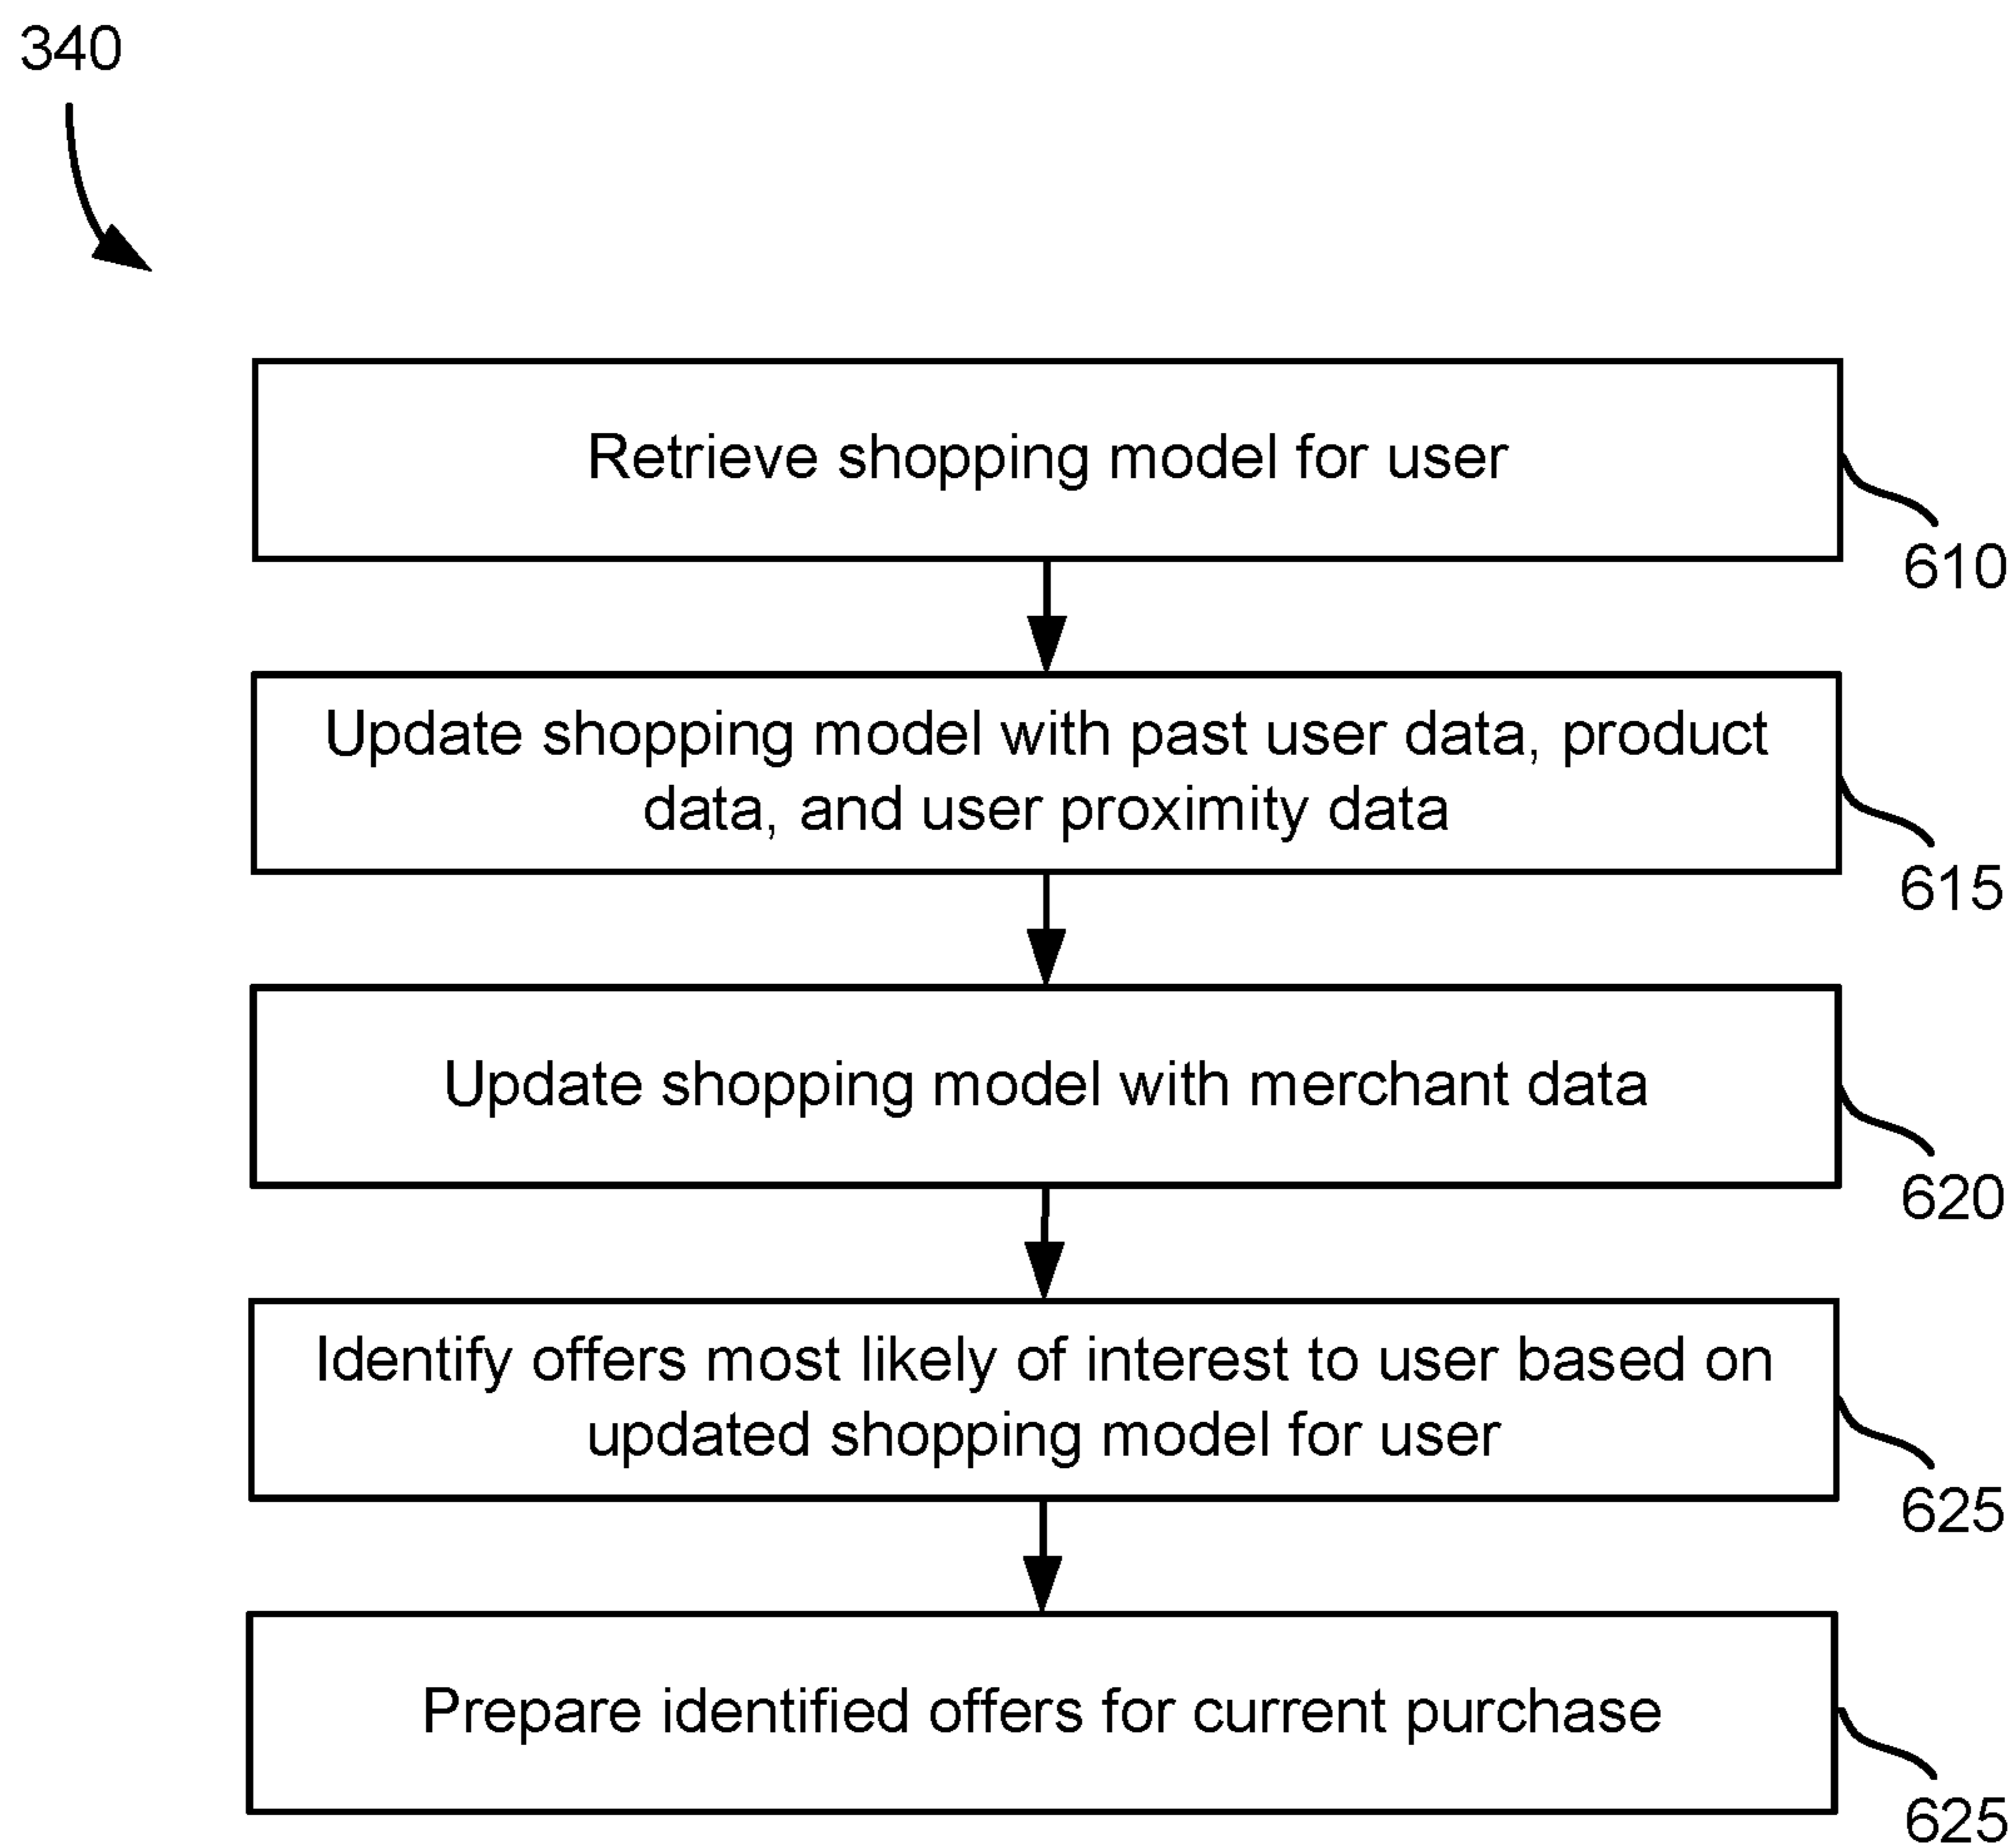 340
Retrieve shopping model for user
610
Update shopping model with past user data, product
data, and user proximity data
615
Update shopping model with merchant data
620
Identify offers most likely of interest to user based on
updated shopping model for user
625
Prepare identified offers for current purchase
625